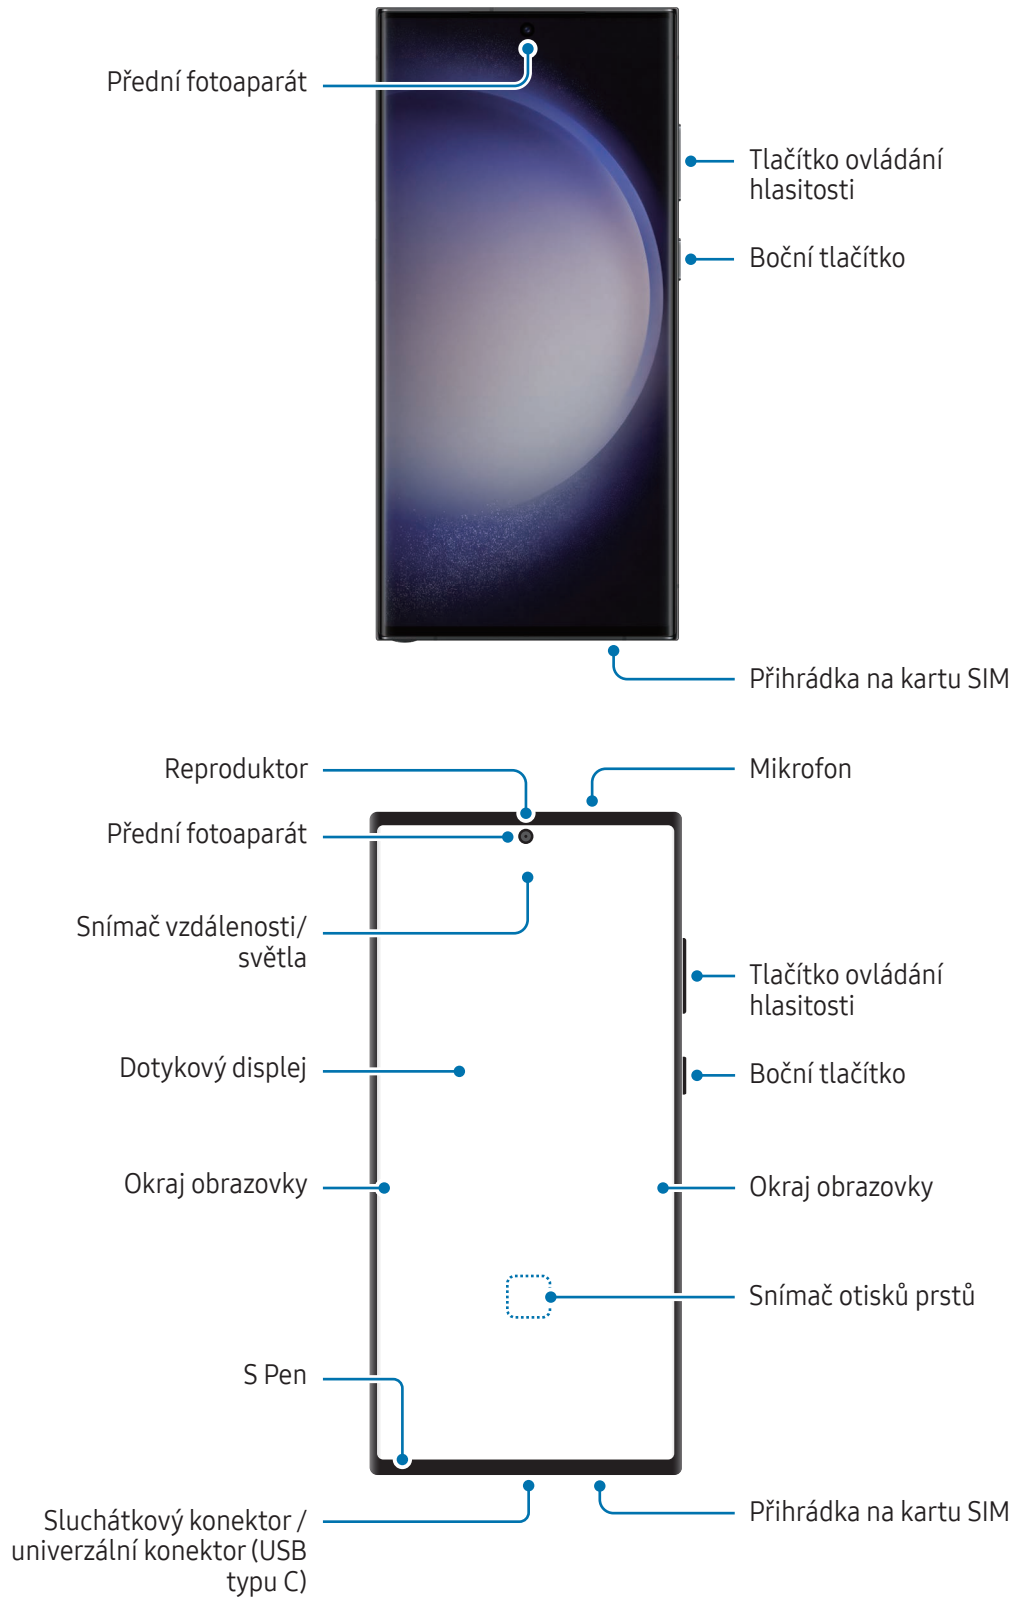 Přední fotoaparát
Tlačítko ovládání
hlasitosti
Boční tlačítko
Přihrádka na kartu SIM
Reproduktor
Mikrofon
Přední fotoaparát
Snímač vzdálenosti/
světla
Tlačítko ovládání
hlasitosti
Dotykový displej
Boční tlačítko
Okraj obrazovky
Okraj obrazovky
Snímač otisků prstů
S Pen
Sluchátkový konektor /
univerzální konektor (USB
typu C)
Přihrádka na kartu SIM